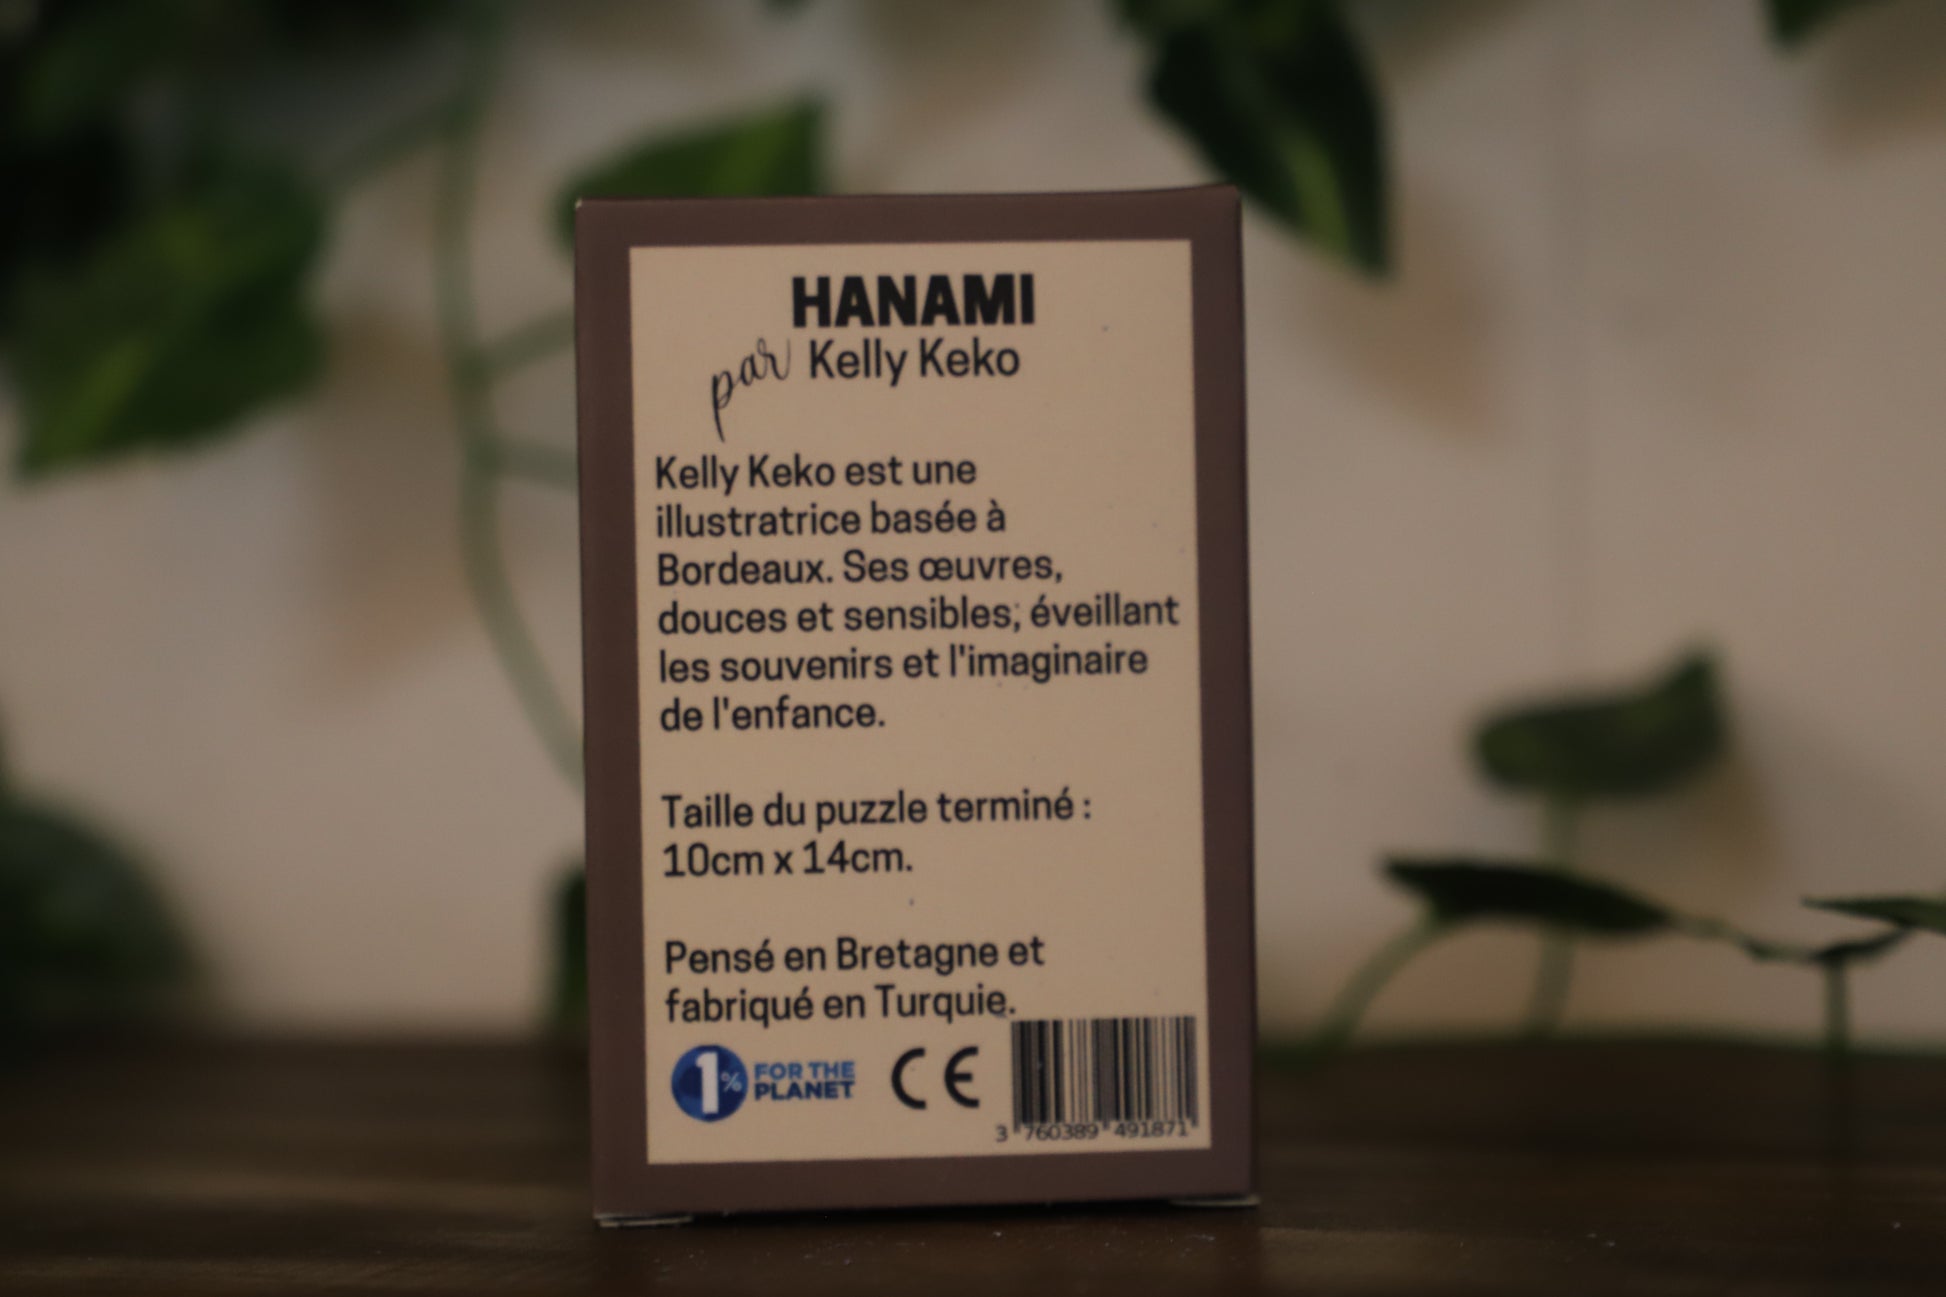 HANAMI
par Kelly Keko
Kelly Keko est une
illustratrice basée à
Bordeaux. Ses œuvres,
douces et sensibles, éveillant
les souvenirs et l'imaginaire
de l'enfance.
Taille du puzzle terminé :
10cm x 14cm.
Pensé en Bretagne et
fabriqué en Turquie.
1% FOR THE
PLANET
CE
3 760389 491871